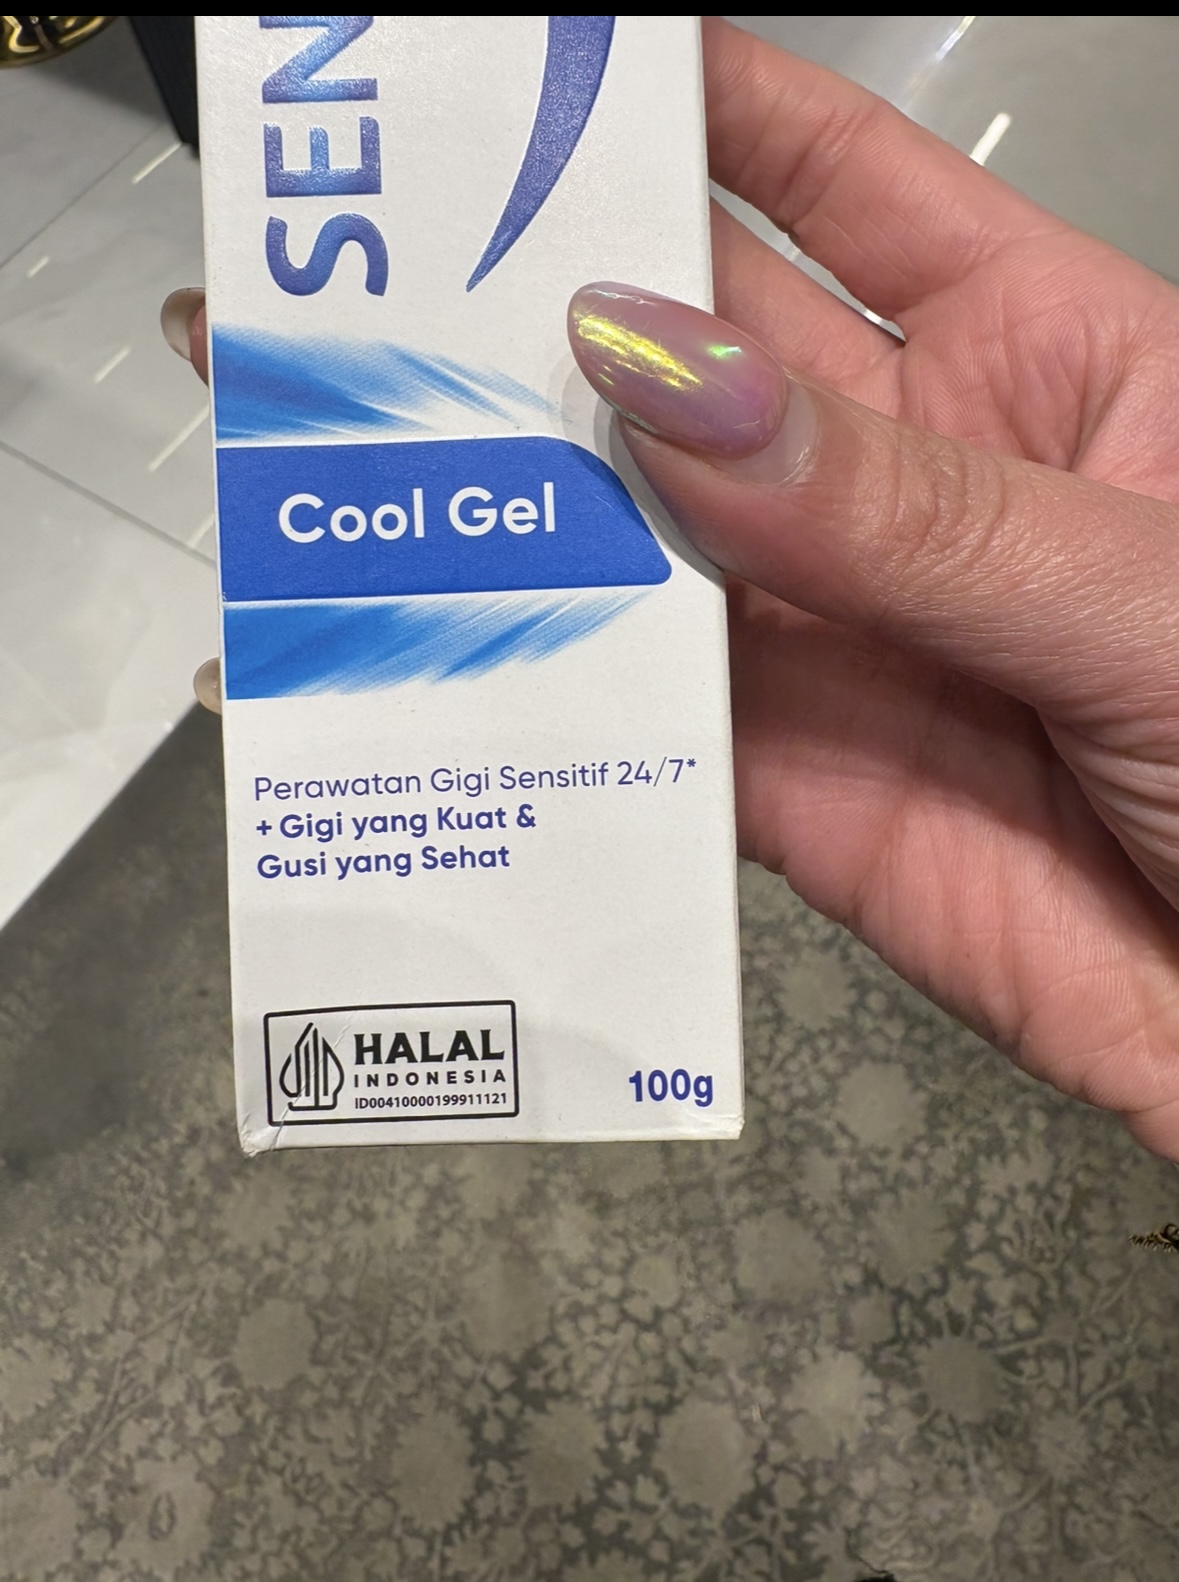 SEN
Cool Gel
Perawatan Gigi Sensitif 24/7*
+ Gigi yang Kuat &
Gusi yang Sehat
HALAL
INDONESIA
ID00410000199911121
100g